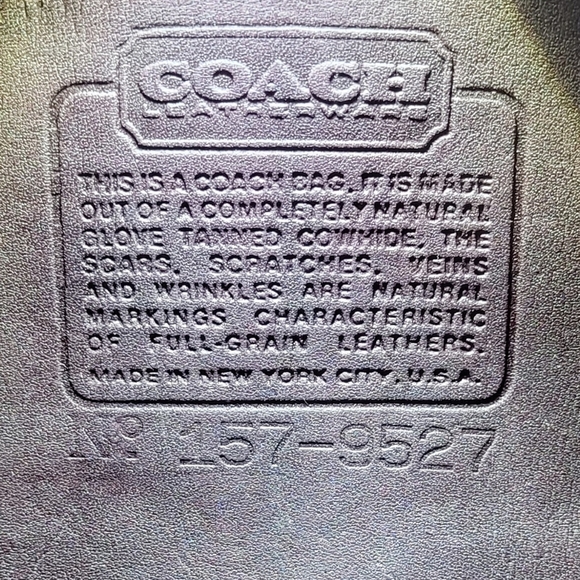 COACH
LEATHERWARE
THIS IS A COACH BAG. IT IS MADE
OUT OF A COMPLETELY NATURAL
GLOVE TANNED COWHIDE, THE
SCARS, SCRATCHES, VEINS
AND WRINKLES ARE NATURAL
MARKINGS CHARACTERISTIC
OF FULL-GRAIN LEATHERS.
MADE IN NEW YORK CITY, U.S.A.
Nº 157-9527